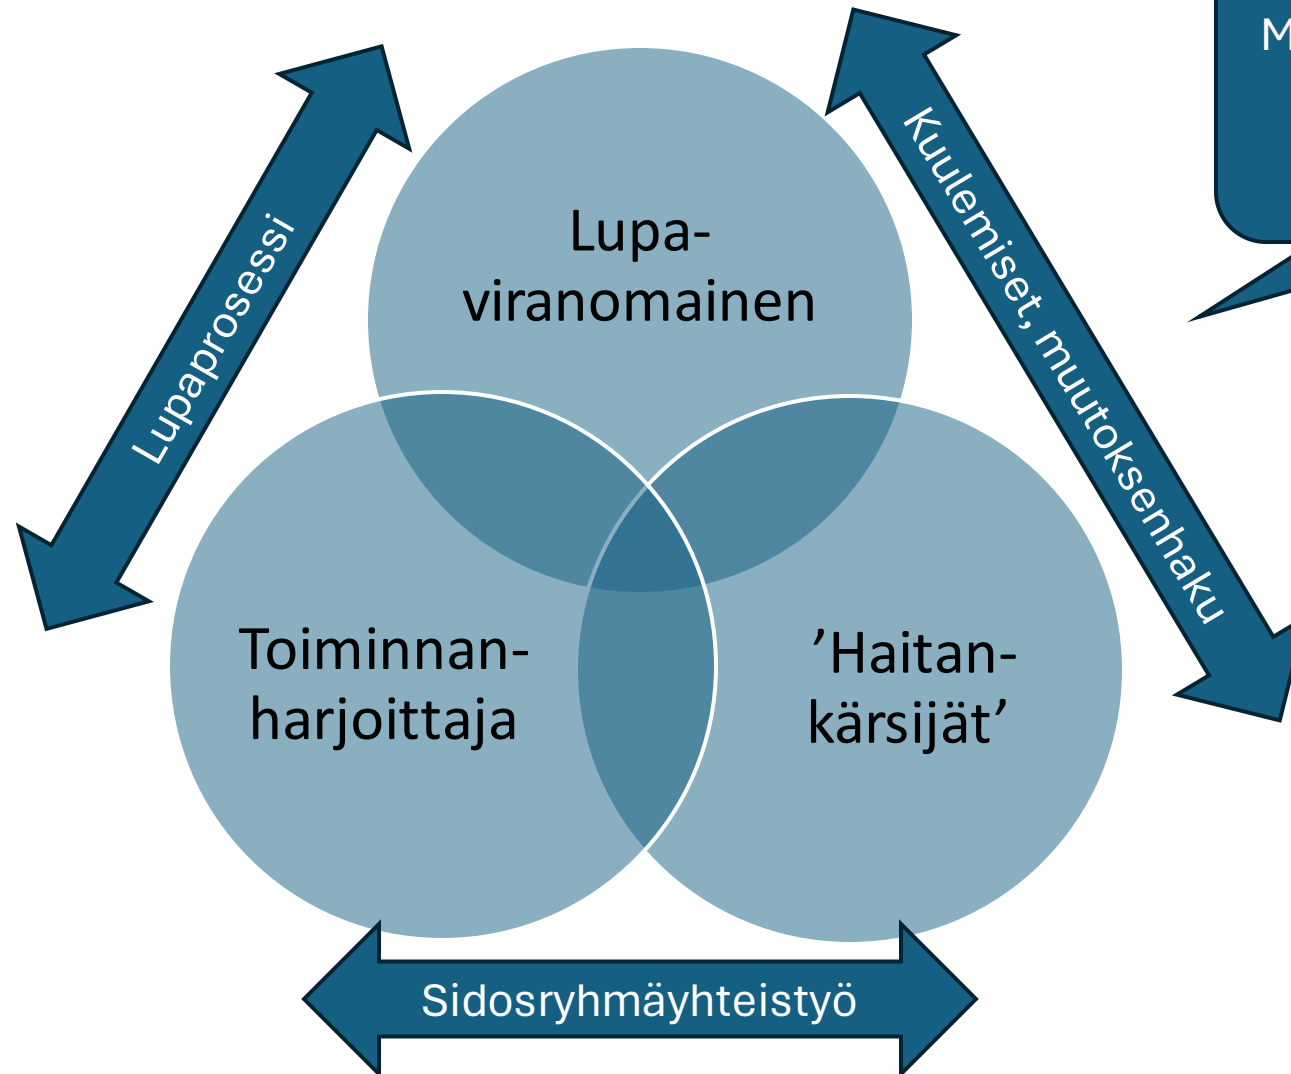 M
Lupa-
viranomainen
Lupaprosessi
Kuulemiset, muutoksenhaku
Toiminnan-
harjoittaja
’Haitan-
kärsijät’
Sidosryhmäyhteistyö